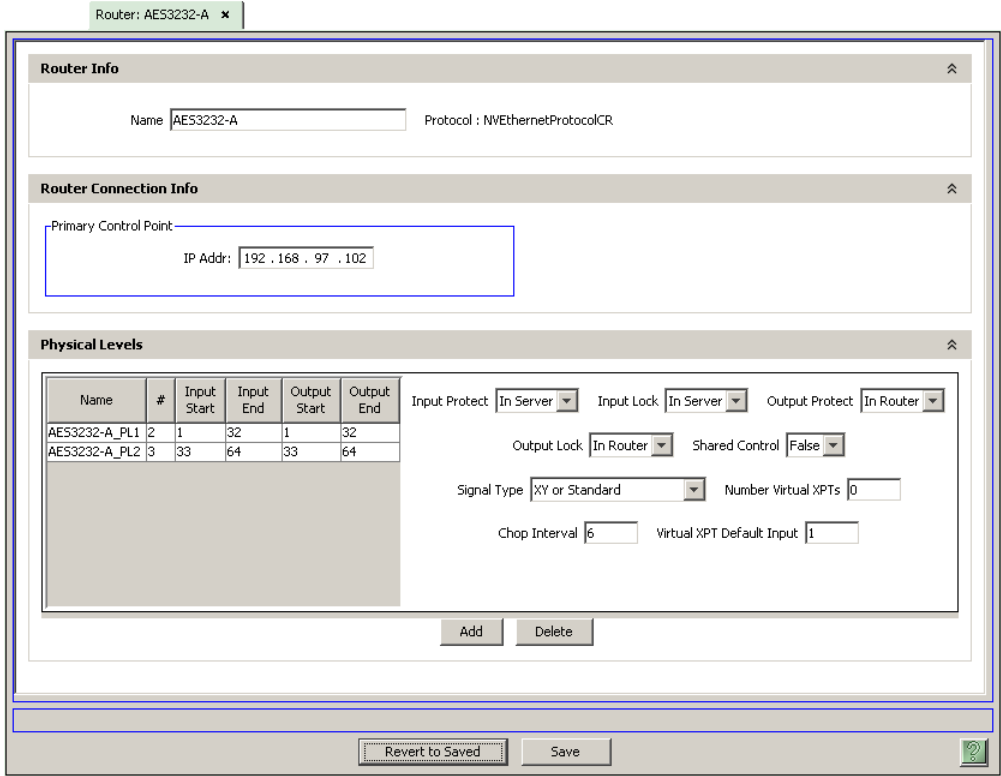 Router: AES3232-A ×
Router Info
Name AES3232-A Protocol : NVEthernetProtocolCR
Router Connection Info
Primary Control Point
IP Addr: 192 . 168 . 97 . 102
Physical Levels
Name # Input Start Input End Output Start Output End
AES3232-A_PL1 2 1 32 1 32
AES3232-A_PL2 3 33 64 33 64
Input Protect In Server Input Lock In Server Output Protect In Router
Output Lock In Router Shared Control False
Signal Type XY or Standard Number Virtual XPTs 0
Chop Interval 6 Virtual XPT Default Input 1
Add Delete
Revert to Saved Save ?